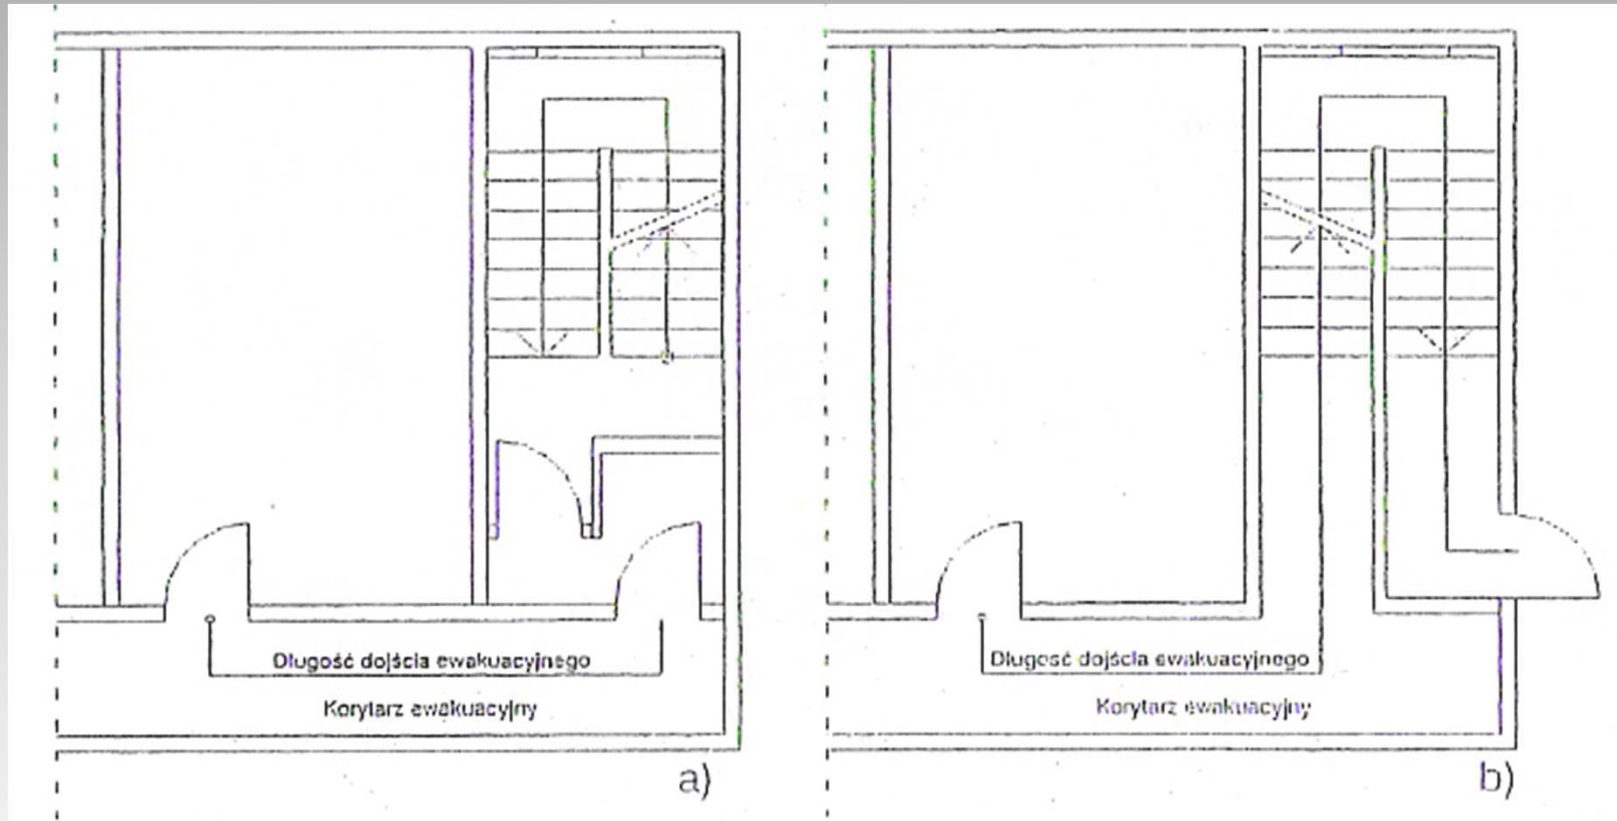 Długość dojścia ewakuacyjnego
Korytarz ewakuacyjny
a)
Długość dojścia ewakuacyjnego
Korytarz ewakuacyjny
b)